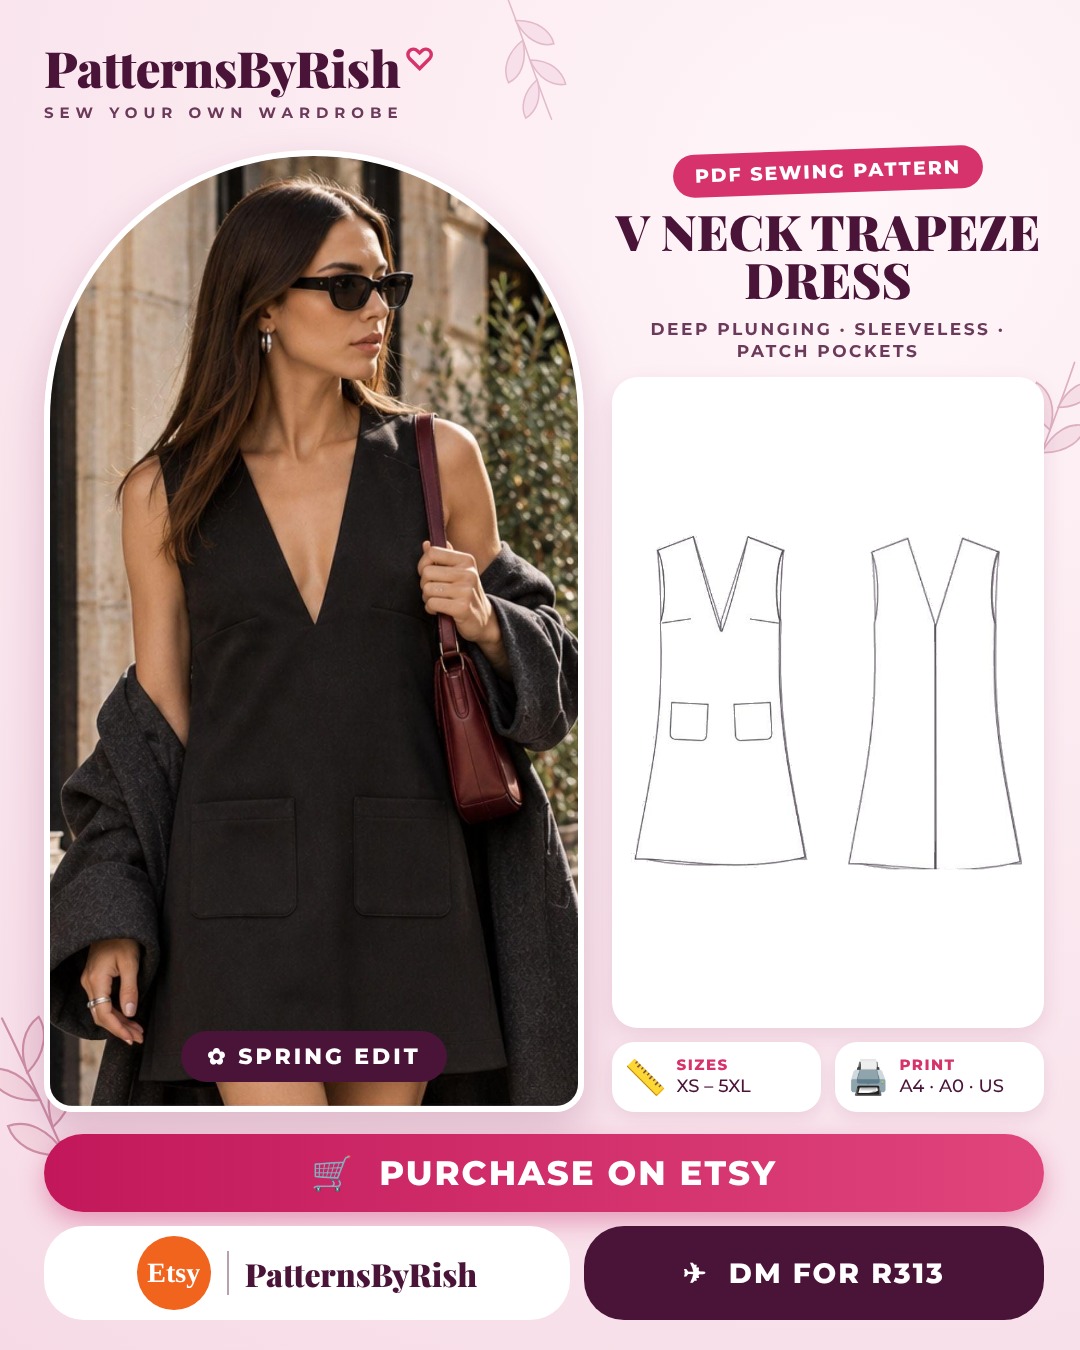 PatternsByRish
SEW YOUR OWN WARDROBE
PDF SEWING PATTERN
V NECK TRAPEZE
DRESS
DEEP PLUNGING · SLEEVELESS ·
PATCH POCKETS
SPRING EDIT
SIZES
XS – 5XL
PRINT
A4 · A0 · US
PURCHASE ON ETSY
Etsy
PatternsByRish
DM FOR R313